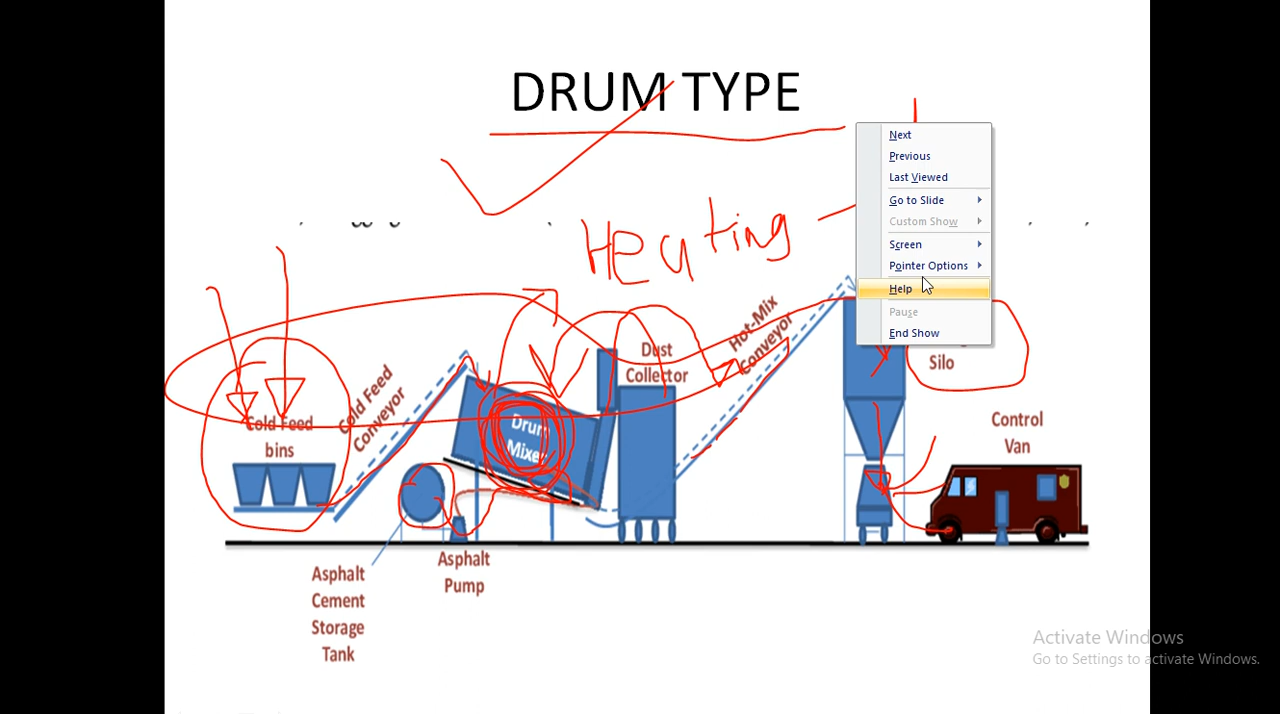 DRUM TYPE
Next
Previous
Last Viewed
Go to Slide
Custom Show
Screen
Pointer Options
Help
Pause
End Show
HEating
Hot-Mix
Conveyor
Dust
Collector
Silo
Cold Feed
Conveyor
Cold Feed
bins
Drum
Mixer
Control
Van
Asphalt
Pump
Asphalt
Cement
Storage
Tank
Activate Windows
Go to Settings to activate Windows.